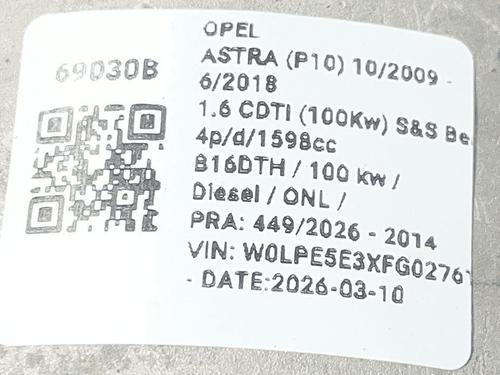 69030B
OPEL
ASTRA (P10) 10/2009 -
6/2018
1.6 CDTI (100Kw) S&S Be
4p/d/1598cc
B16DTH / 100 kw /
Diesel / ONL /
PRA: 449/2026 - 2014
VIN: W0LPE5E3XFG0276
- DATE:2026-03-10